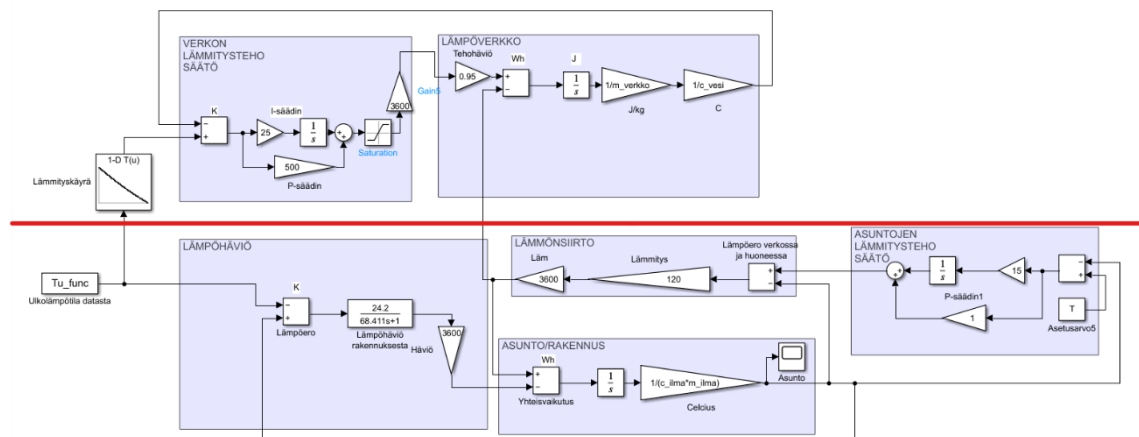 VERKON
LÄMMITYSTEHO
SÄÄTÖ
K
I-säädin
25
1
s
500
P-säädin
Saturation
3600
Gain5
LÄMPÖVERKKO
Tehohäviö
0.95
Wh
J
1
s
1/m_verkko
J/kg
1/c_vesi
C
1-D T(u)
Lämmityskäyrä
Tu_func
Ulkolämpötila datasta
LÄMPÖHÄVIÖ
K
Lämpöero
24.2
68.411s+1
Lämpöhäviö
rakennuksesta
3600
Häviö
LÄMMÖNSIIRTO
Läm
3600
Lämmitys
120
Lämpöero verkossa
ja huoneessa
ASUNTOJEN
LÄMMITYSTEHO
SÄÄTÖ
1
s
15
P-säädin1
1
T
Asetusarvo5
ASUNTO/RAKENNUS
Wh
Yhteisvaikutus
1
s
1/(c_ilma*m_ilma)
Celcius
Asunto